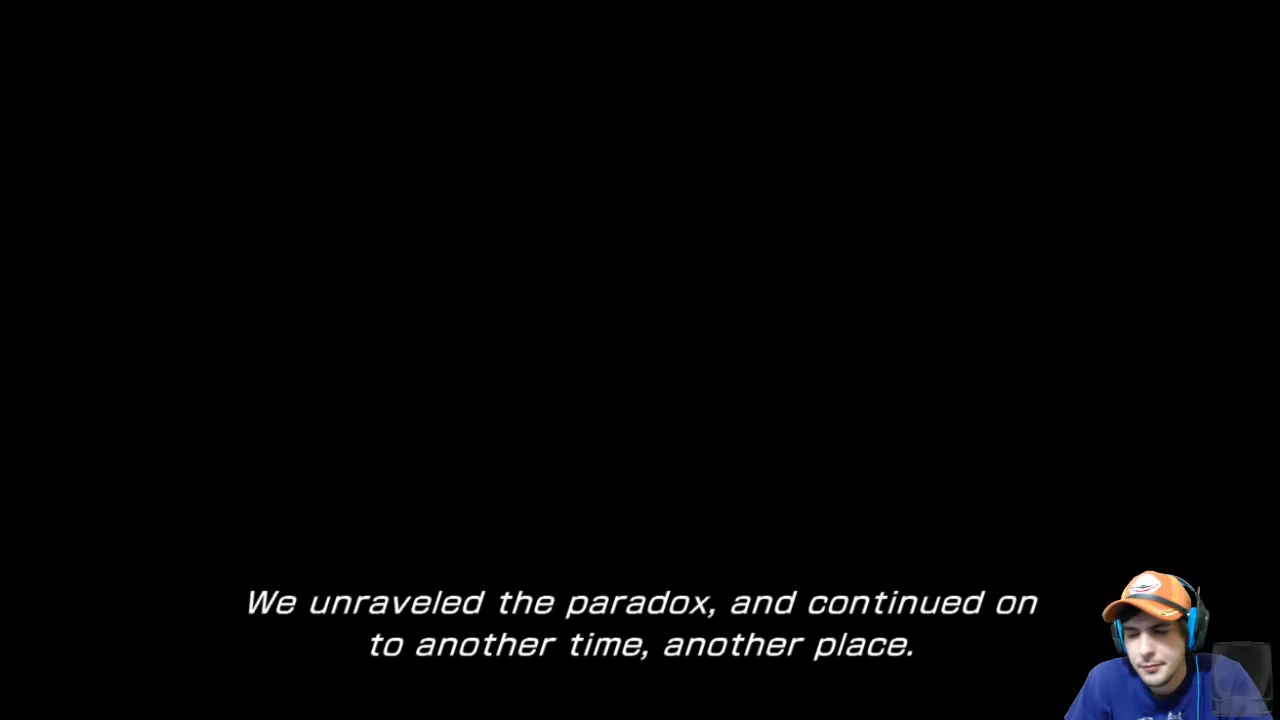 We unraveled the paradox, and continued on
to another time, another place.